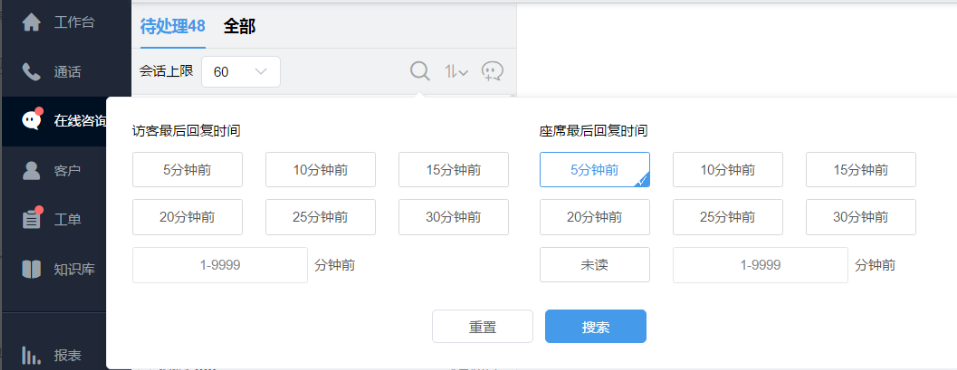 工作台
通话
在线咨询
客户
工单
知识库
报表
待处理48 全部
会话上限 60
访客最后回复时间
5分钟前 10分钟前 15分钟前
20分钟前 25分钟前 30分钟前
1-9999 分钟前
座席最后回复时间
5分钟前 10分钟前 15分钟前
20分钟前 25分钟前 30分钟前
未读 1-9999 分钟前
重置 搜索